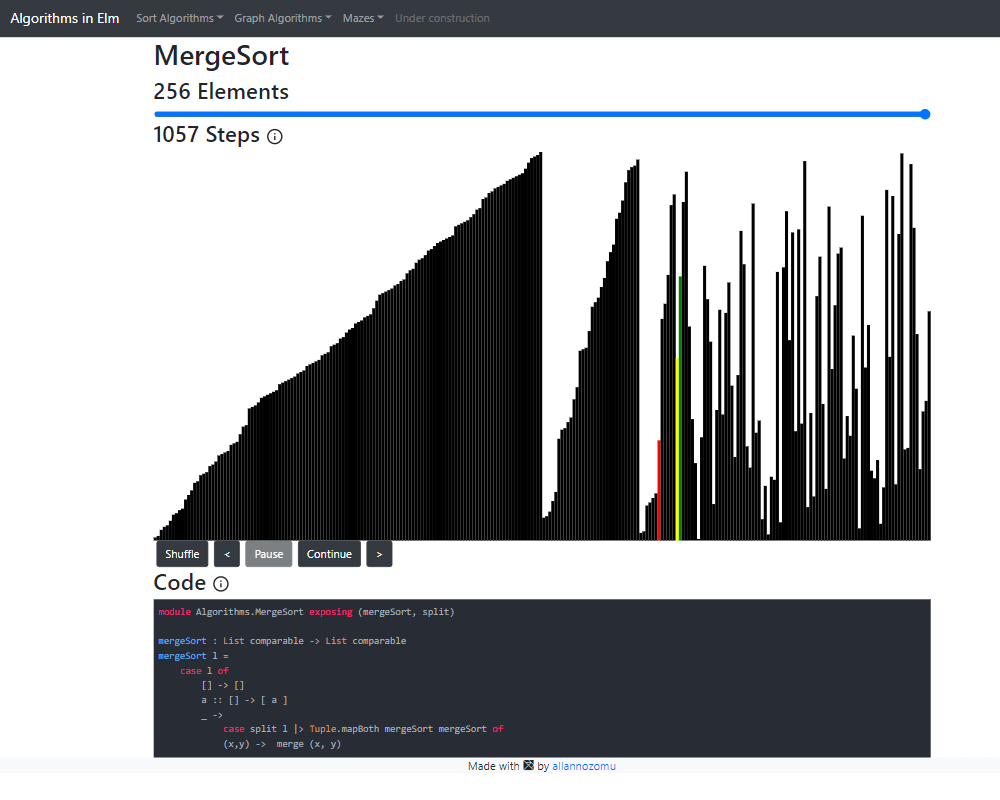 Algorithms in Elm Sort Algorithms Graph Algorithms Mazes Under construction
MergeSort
256 Elements
1057 Steps
Shuffle < Pause Continue >
Code
module Algorithms.MergeSort exposing (mergeSort, split)
mergeSort : List comparable -> List comparable
mergeSort l =
case l of
[] -> []
a :: [] -> [ a ]
_ ->
case split l |> Tuple.mapBoth mergeSort mergeSort of
(x,y) -> merge (x, y)
Made with by allannozomu